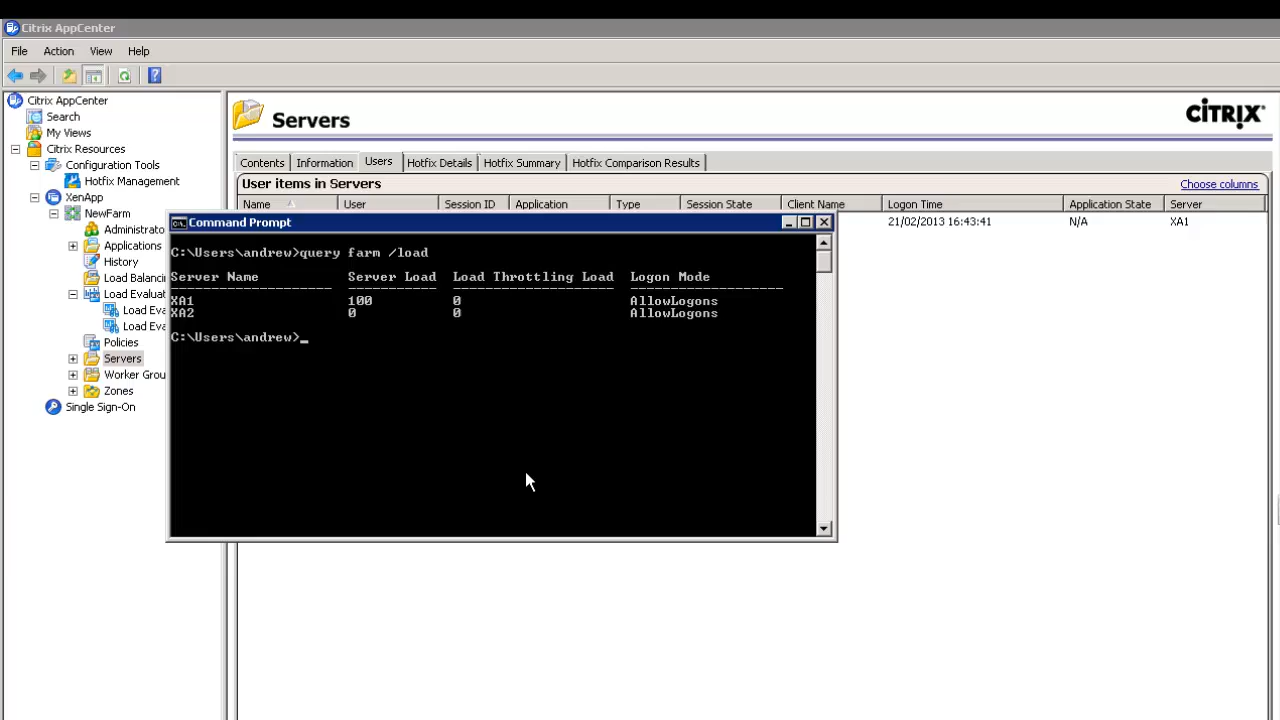 Citrix AppCenter
File Action View Help
Citrix AppCenter
Search
My Views
Citrix Resources
Configuration Tools
Hotfix Management
XenApp
NewFarm
Administrato
Applications
History
Load Balancin
Load Evaluat
Load Eva
Load Eva
Policies
Servers
Worker Grou
Zones
Single Sign-On
Servers
CITRIX
Contents Information Users Hotfix Details Hotfix Summary Hotfix Comparison Results
User items in Servers Choose columns
Name User Session ID Application Type Session State Client Name Logon Time Application State Server
21/02/2013 16:43:41 N/A XA1
Command Prompt
C:\Users\andrew>query farm /load
Server Name Server Load Load Throttling Load Logon Mode
-------------------- ----------- -------------------- -------------------
XA1 100 0 AllowLogons
XA2 0 0 AllowLogons
C:\Users\andrew>_